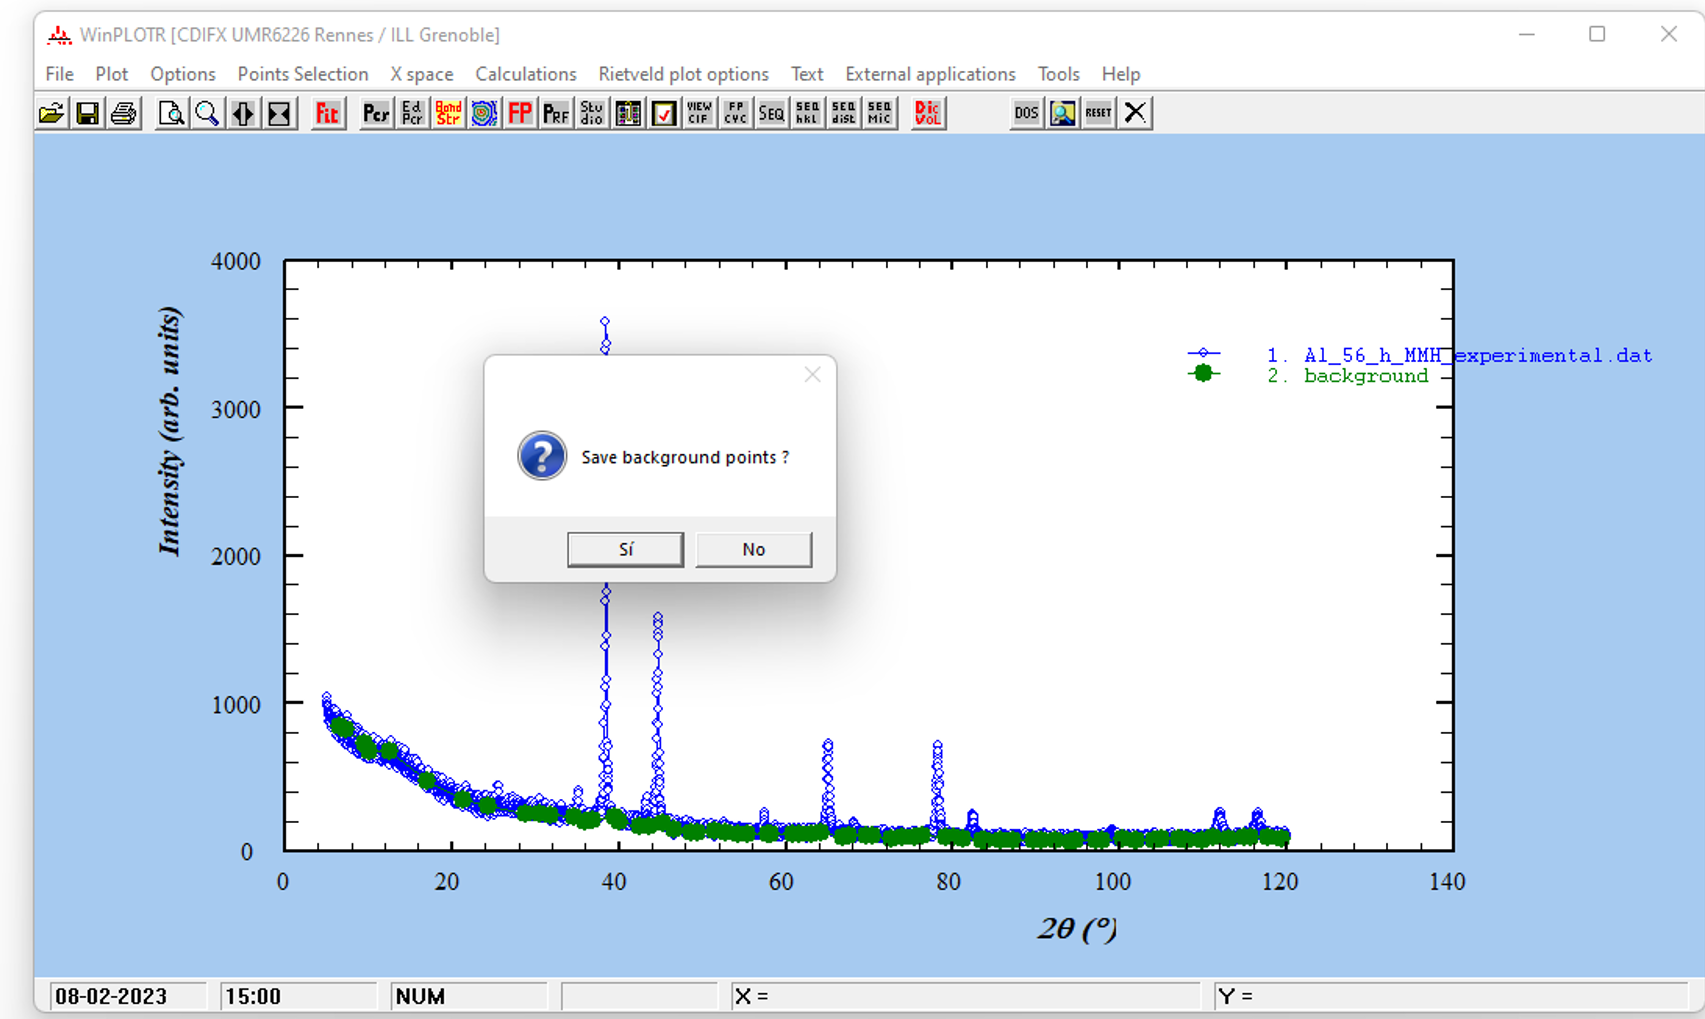 WinPLOTR [CDIFX UMR6226 Rennes / ILL Grenoble]
File Plot Options Points Selection X space Calculations Rietveld plot options Text External applications Tools Help
Fit Pcr Ed Pcr Bond Str FP PRF Stu dio VIEW CIF FP CYC SEQ SEQ hkl SEQ dist SEQ Mic Dic VOL DOS RESET
4000
3000
2000
1000
0
Intensity (arb. units)
1. Al_56_h_MMH_experimental.dat
2. background
Save background points ?
Sí No
0 20 40 60 80 100 120 140
2θ (°)
08-02-2023 15:00 NUM X = Y =